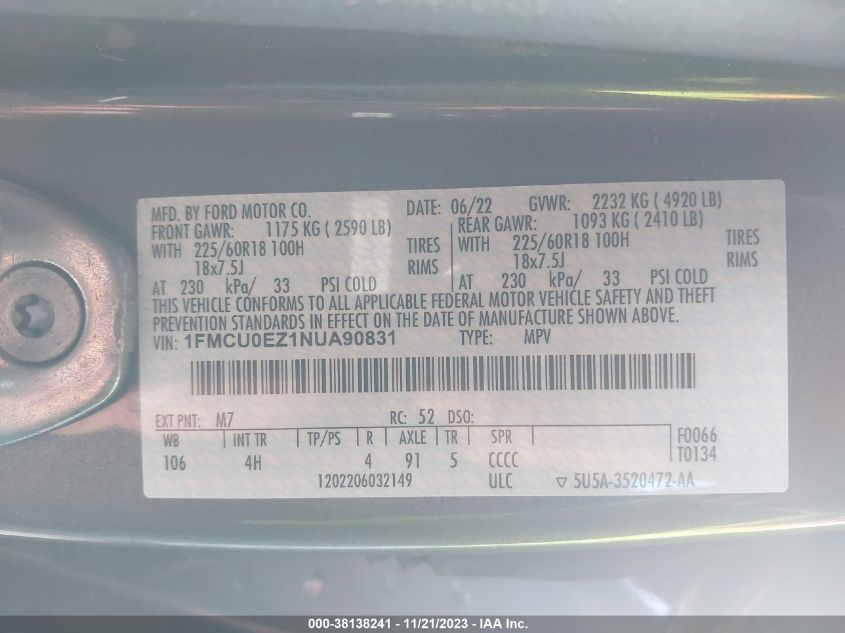 MFD. BY FORD MOTOR CO. DATE: 06/22 GVWR: 2232 KG ( 4920 LB)
FRONT GAWR: 1175 KG ( 2590 LB) REAR GAWR: 1093 KG ( 2410 LB)
WITH 225/60R18 100H TIRES WITH 225/60R18 100H TIRES
18x7.5J RIMS 18x7.5J RIMS
AT 230 kPa/ 33 PSI COLD AT 230 kPa/ 33 PSI COLD
THIS VEHICLE CONFORMS TO ALL APPLICABLE FEDERAL MOTOR VEHICLE SAFETY AND THEFT
PREVENTION STANDARDS IN EFFECT ON THE DATE OF MANUFACTURE SHOWN ABOVE.
VIN: 1FMCU0EZ1NUA90831 TYPE: MPV
EXT PNT: M7 RC: 52 DSO:
WB INT TR TP/PS R AXLE TR SPR F0066
106 4H 4 91 5 CCCC T0134
1202206032149 ULC ▽ 5U5A-3520472-AA
000-38138241 - 11/21/2023 - IAA Inc.